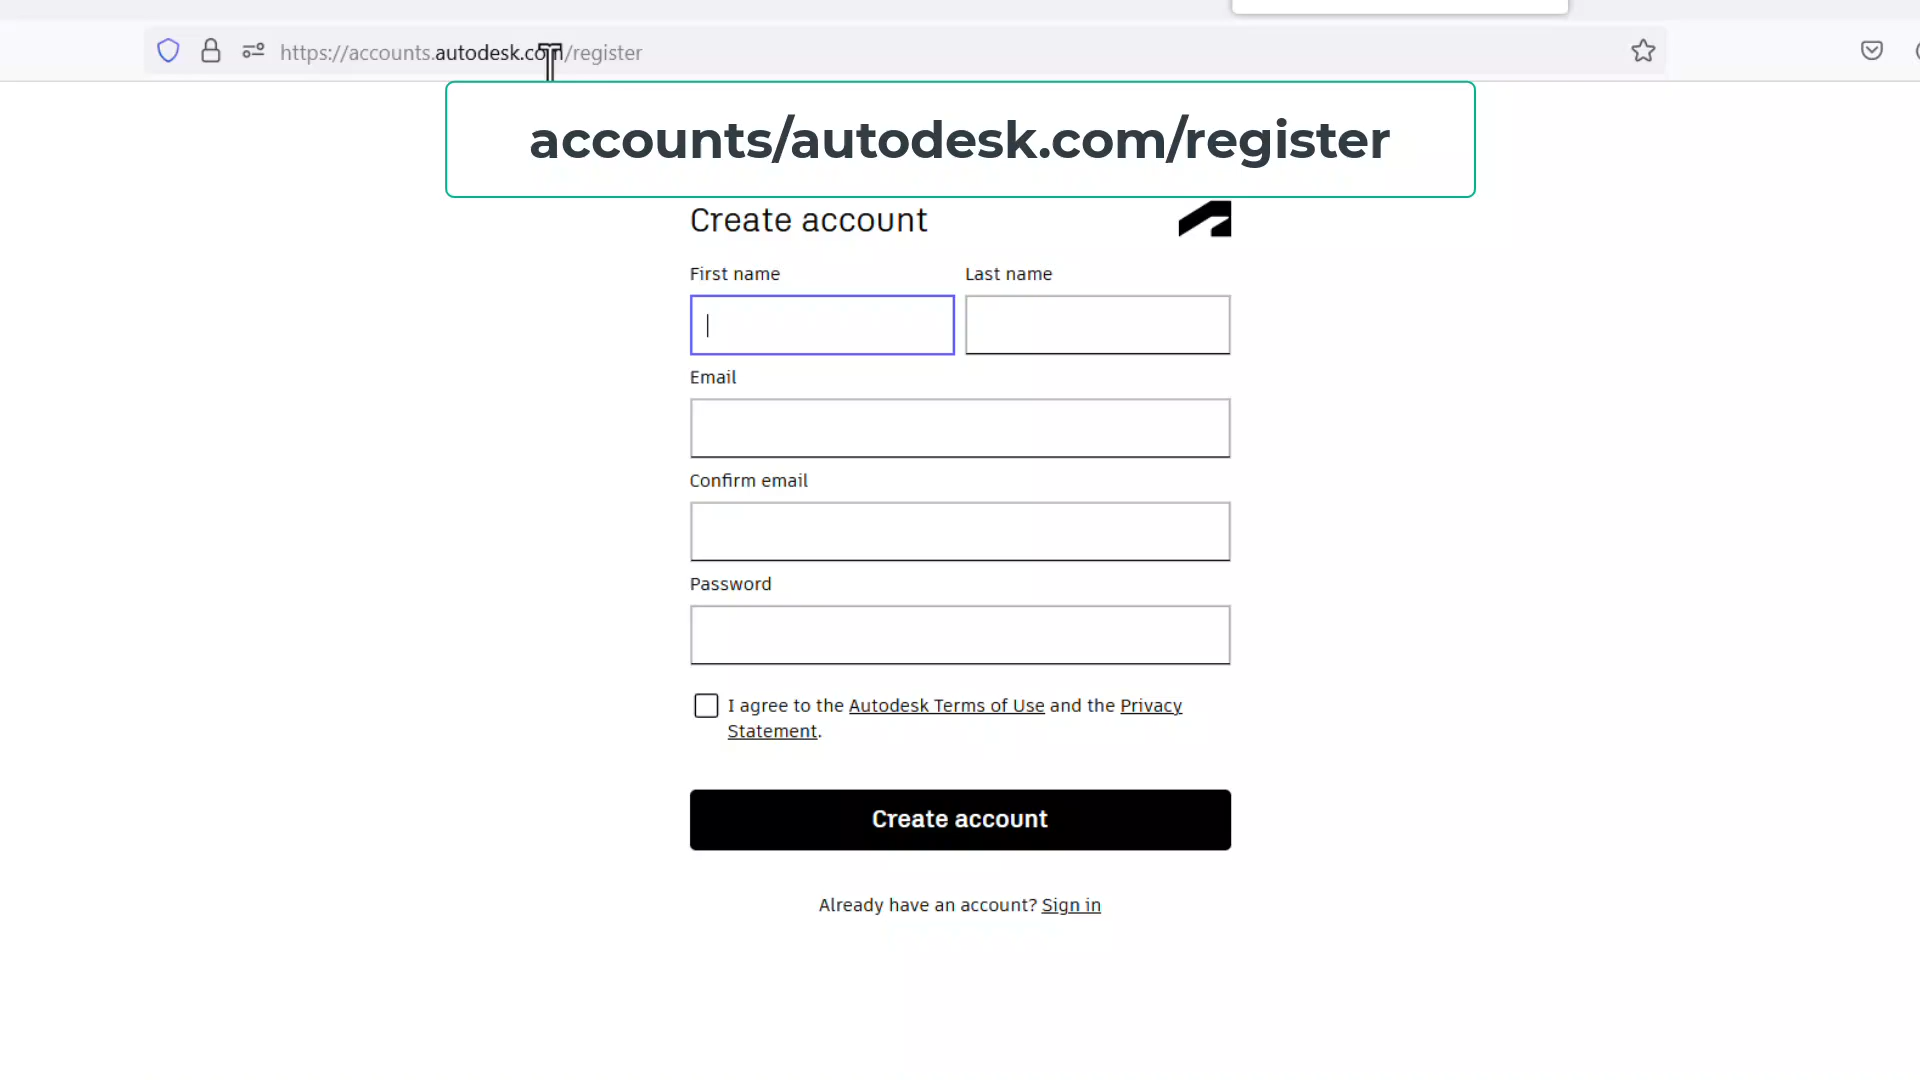 https://accounts.autodesk.com/register
accounts/autodesk.com/register
Create account
First name
Last name
Email
Confirm email
Password
I agree to the Autodesk Terms of Use and the Privacy
Statement.
Create account
Already have an account? Sign in